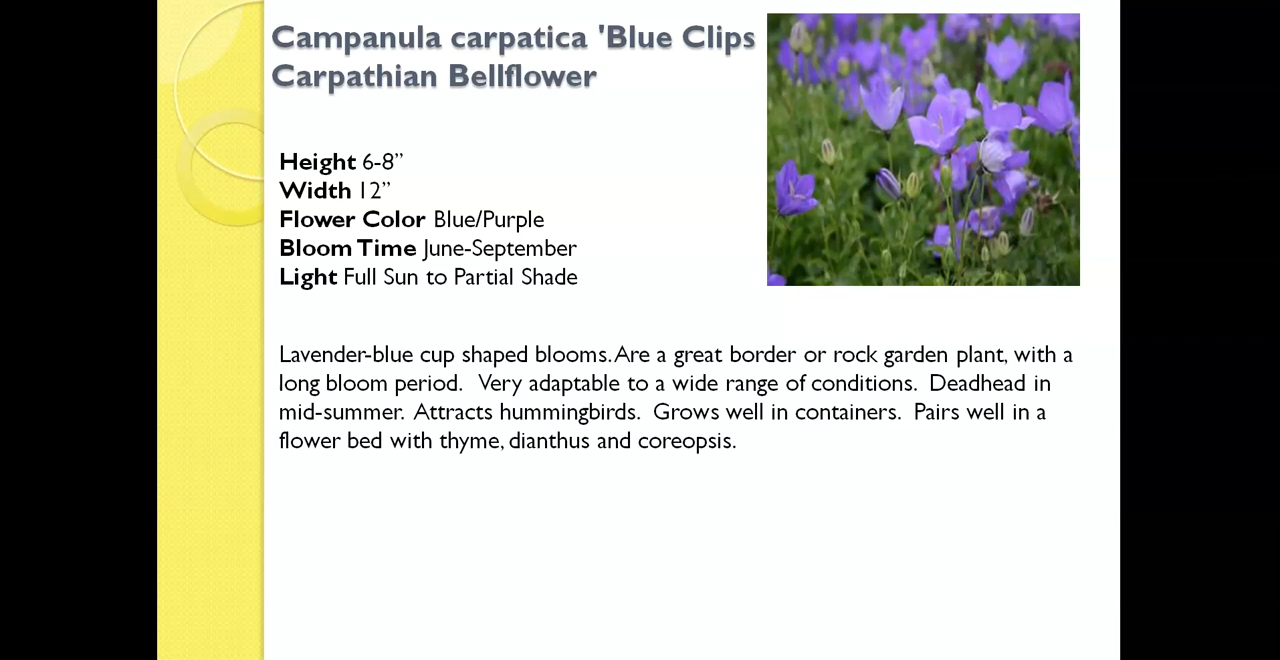 Campanula carpatica 'Blue Clips
Carpathian Bellflower
Height 6-8”
Width 12”
Flower Color Blue/Purple
Bloom Time June-September
Light Full Sun to Partial Shade
Lavender-blue cup shaped blooms. Are a great border or rock garden plant, with a
long bloom period. Very adaptable to a wide range of conditions. Deadhead in
mid-summer. Attracts hummingbirds. Grows well in containers. Pairs well in a
flower bed with thyme, dianthus and coreopsis.